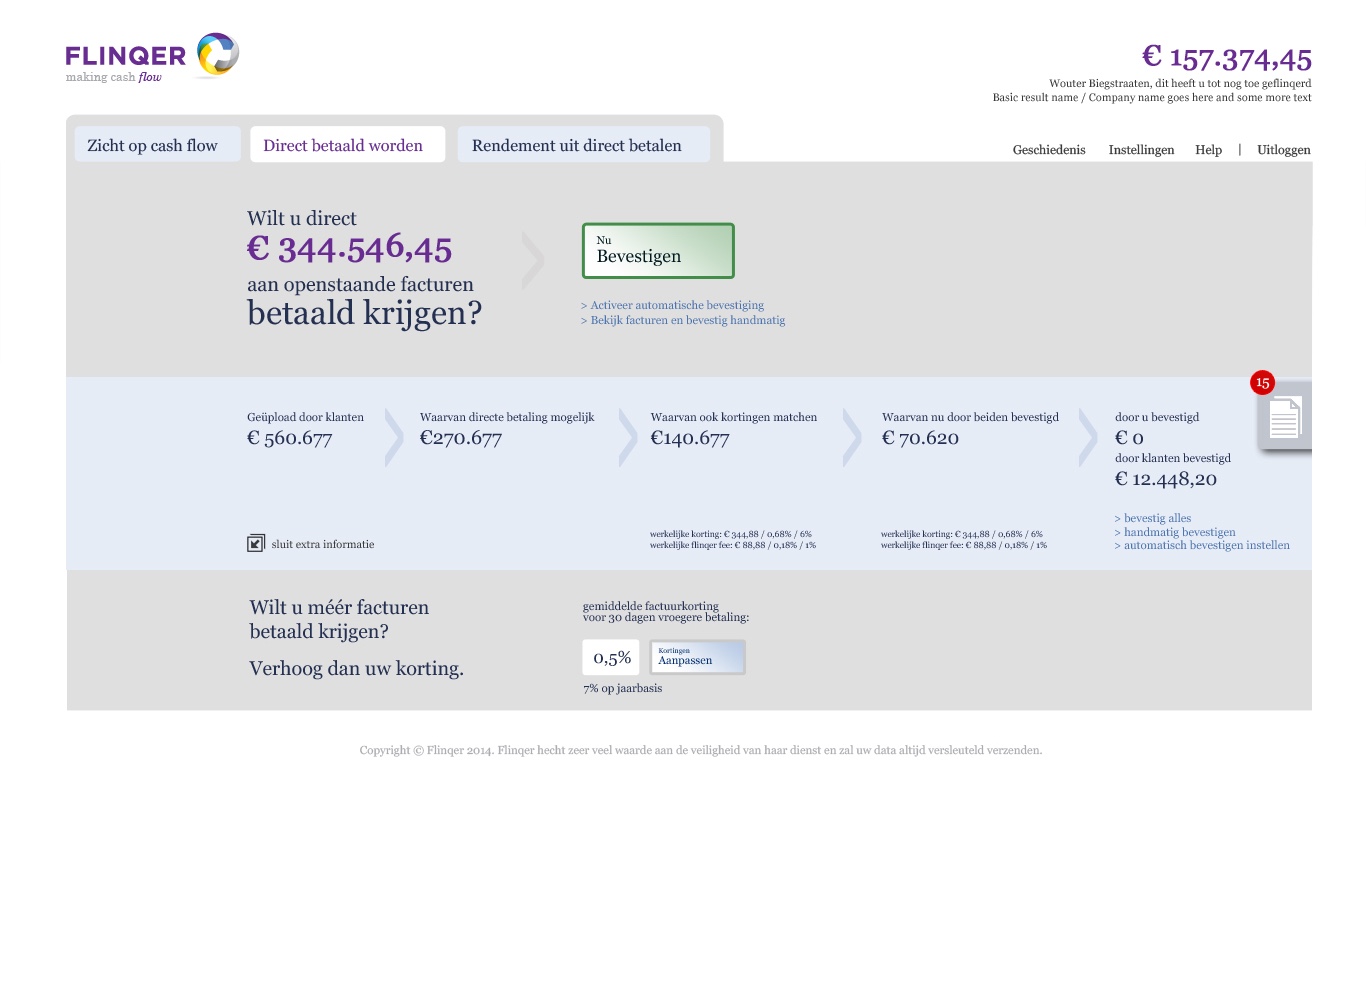 FLINQER
making cash flow
€ 157.374,45
Wouter Biegstraaten, dit heeft u tot nog toe geflinqerd
Basic result name / Company name goes here and some more text
Zicht op cash flow
Direct betaald worden
Rendement uit direct betalen
Geschiedenis Instellingen Help | Uitloggen
Wilt u direct
€ 344.546,45
aan openstaande facturen
betaald krijgen?
Nu
Bevestigen
> Activeer automatische bevestiging
> Bekijk facturen en bevestig handmatig
15
Geüpload door klanten
€ 560.677
Waarvan directe betaling mogelijk
€270.677
Waarvan ook kortingen matchen
€140.677
Waarvan nu door beiden bevestigd
€ 70.620
door u bevestigd
€ 0
door klanten bevestigd
€ 12.448,20
sluit extra informatie
werkelijke korting: € 344,88 / 0,68% / 6%
werkelijke flinqer fee: € 88,88 / 0,18% / 1%
werkelijke korting: € 344,88 / 0,68% / 6%
werkelijke flinqer fee: € 88,88 / 0,18% / 1%
> bevestig alles
> handmatig bevestigen
> automatisch bevestigen instellen
Wilt u méér facturen
betaald krijgen?
Verhoog dan uw korting.
gemiddelde factuurkorting
voor 30 dagen vroegere betaling:
0,5%
Kortingen
Aanpassen
7% op jaarbasis
Copyright © Flinqer 2014. Flinqer hecht zeer veel waarde aan de veiligheid van haar dienst en zal uw data altijd versleuteld verzenden.